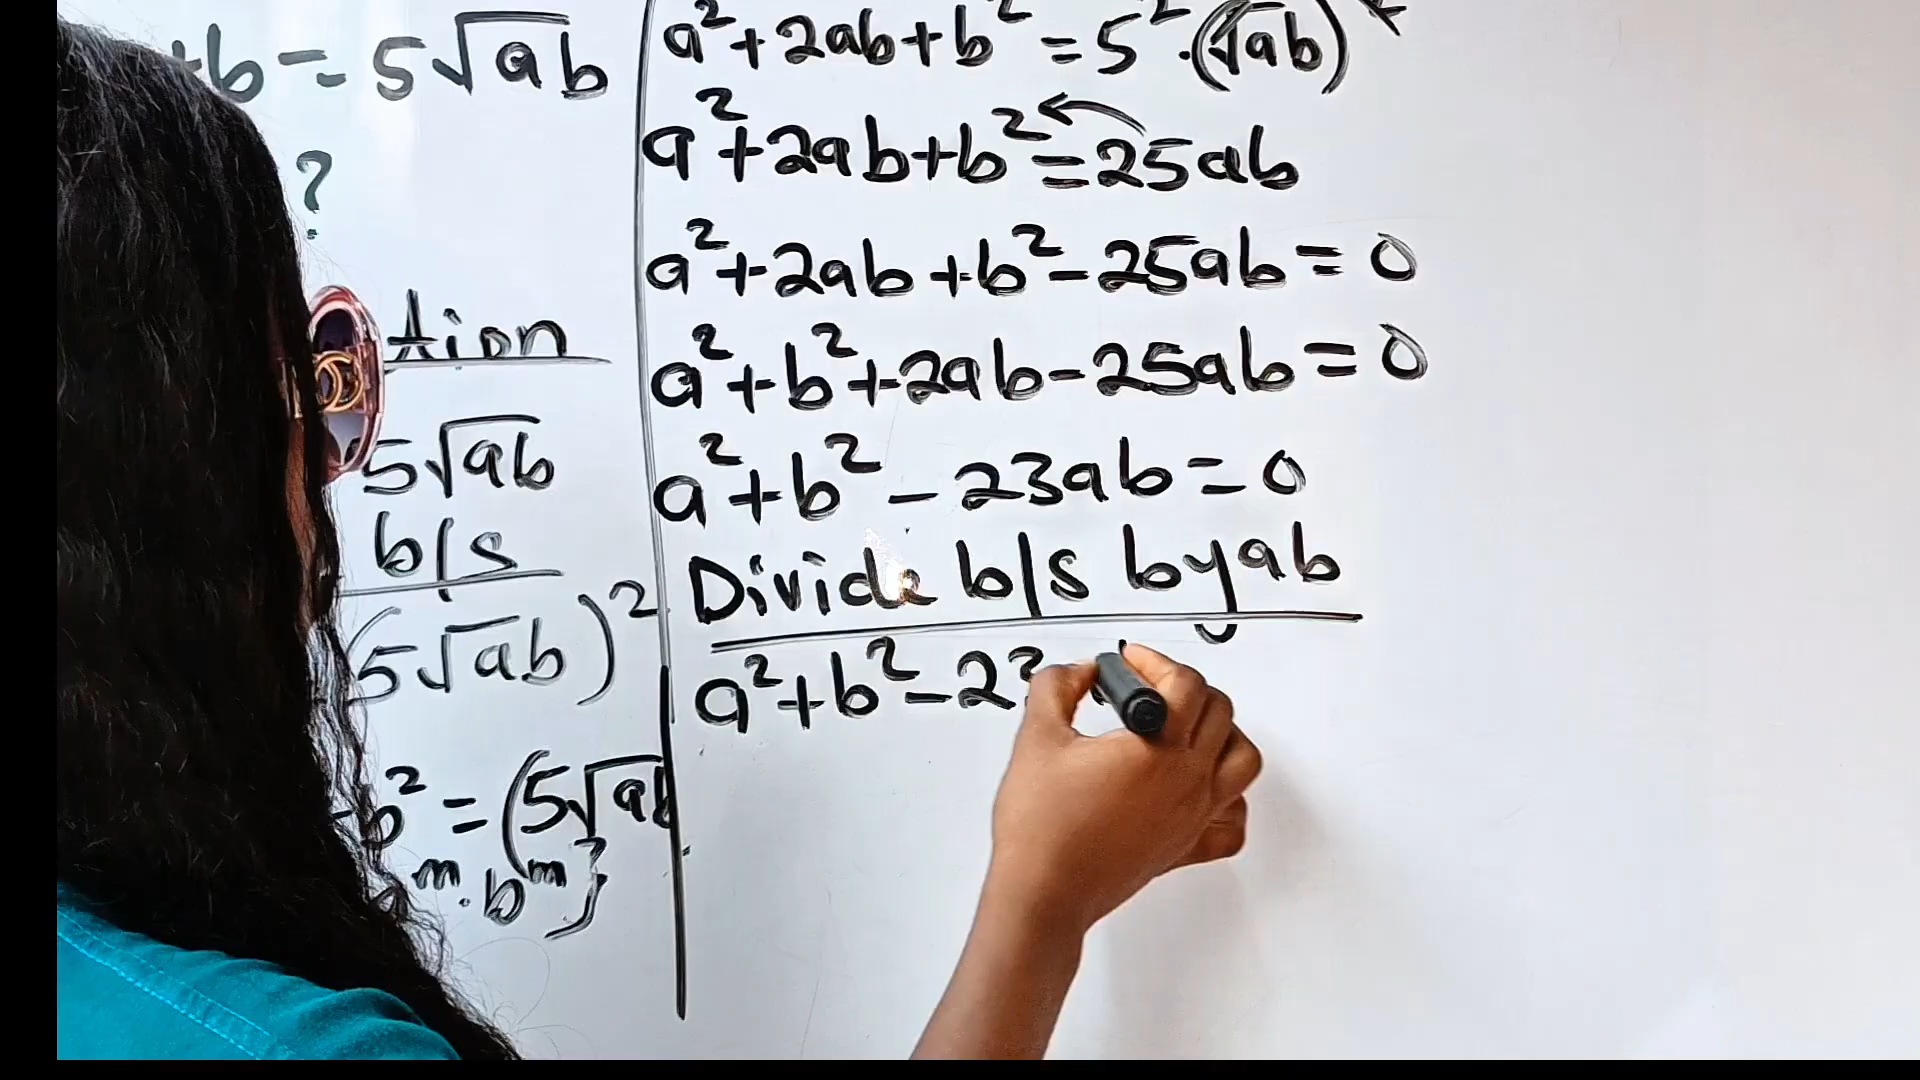 +b = 5√ab
?
tion
5√ab
b/s
(5√ab)²
b² = (5√ab
m . b^m}
a²+2ab+b² = 5².(√ab)²
a²+2ab+b² = 25ab
a²+2ab+b²-25ab = 0
a²+b²+2ab-25ab = 0
a²+b²-23ab = 0
Divide b/s by ab
a²+b²-23